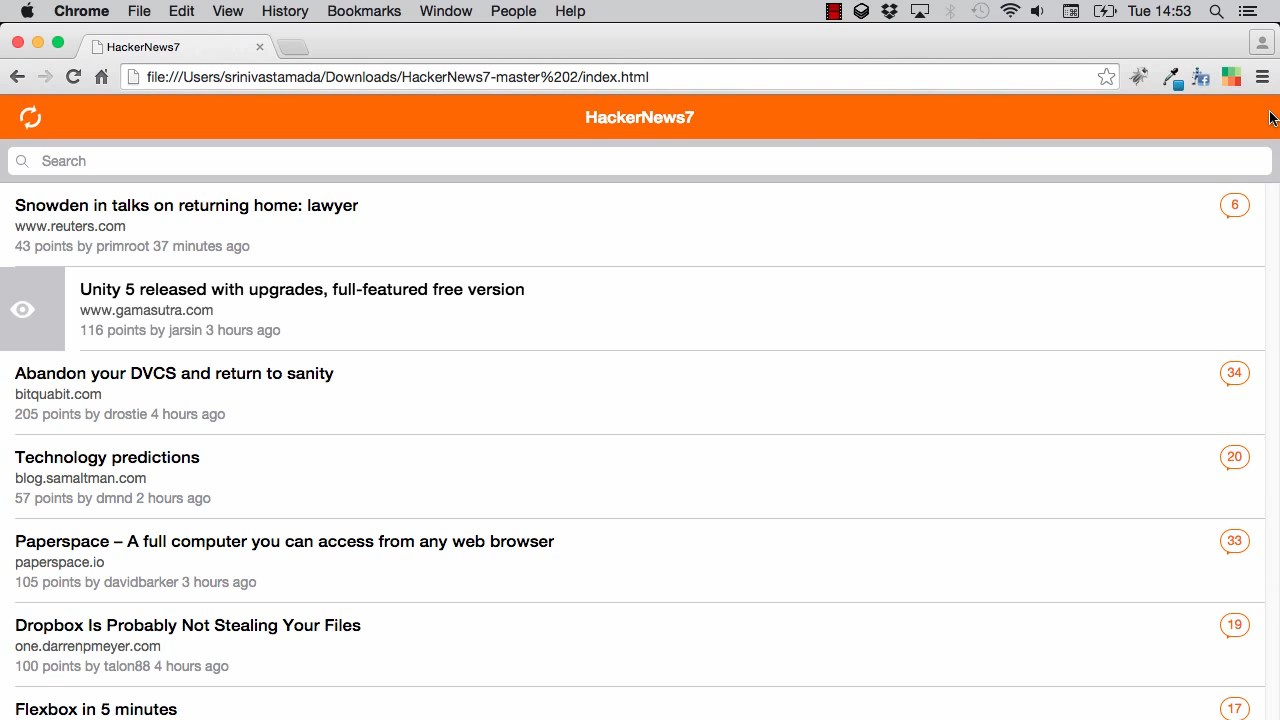 Chrome File Edit View History Bookmarks Window People Help Tue 14:53
HackerNews7
file:///Users/srinivastamada/Downloads/HackerNews7-master%202/index.html
HackerNews7
Search
Snowden in talks on returning home: lawyer 6
www.reuters.com
43 points by primroot 37 minutes ago
Unity 5 released with upgrades, full-featured free version
www.gamasutra.com
116 points by jarsin 3 hours ago
Abandon your DVCS and return to sanity 34
bitquabit.com
205 points by drostie 4 hours ago
Technology predictions 20
blog.samaltman.com
57 points by dmnd 2 hours ago
Paperspace – A full computer you can access from any web browser 33
paperspace.io
105 points by davidbarker 3 hours ago
Dropbox Is Probably Not Stealing Your Files 19
one.darrenpmeyer.com
100 points by talon88 4 hours ago
Flexbox in 5 minutes 17